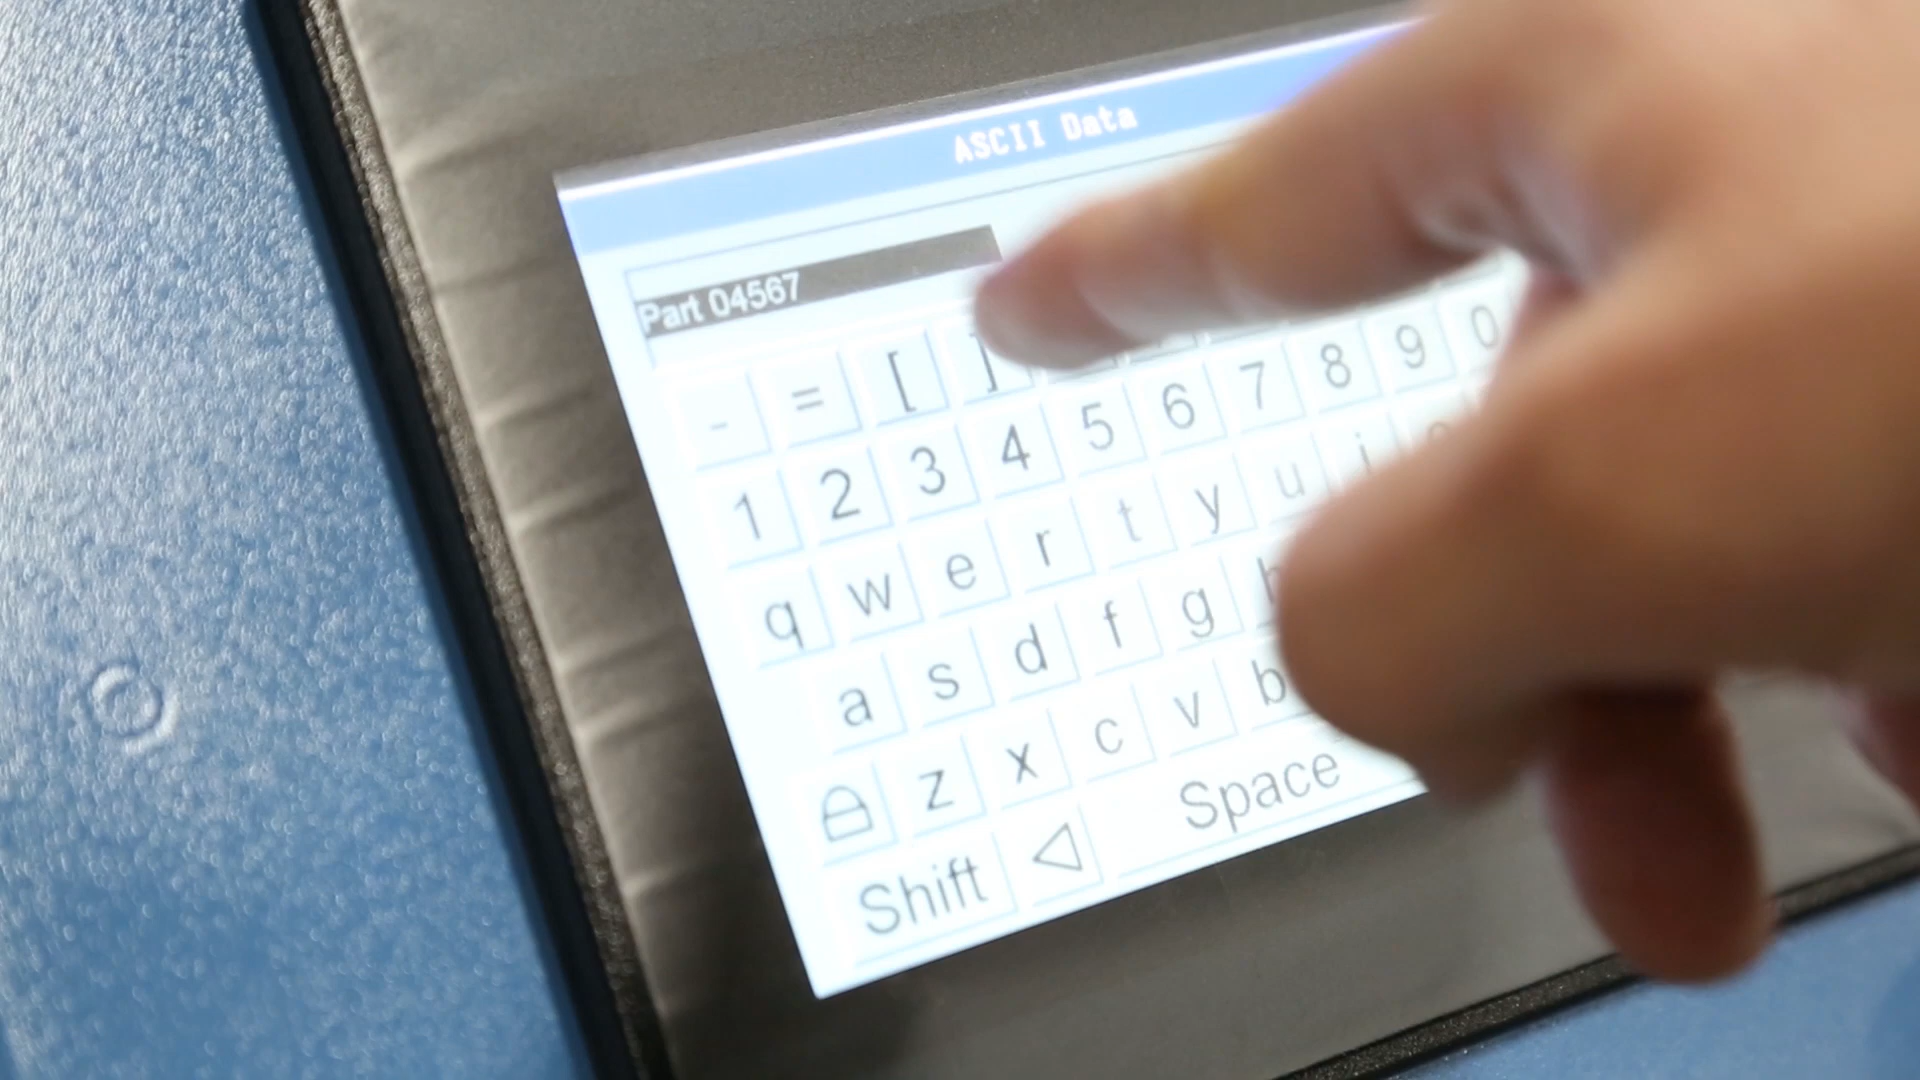 ASCII Data
Part 04567
- = [ ]
1 2 3 4 5 6 7 8 9 0
q w e r t y u i
a s d f g
z x c v b
Shift Space